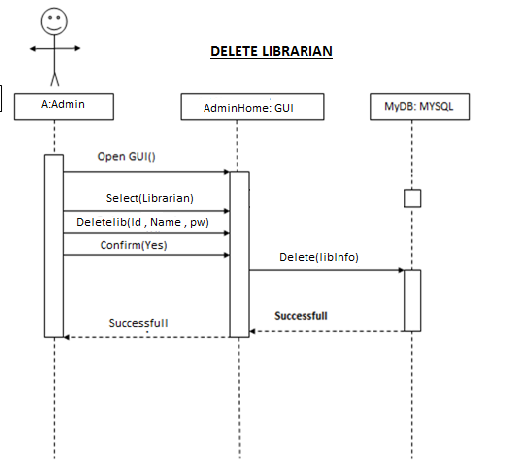 DELETE LIBRARIAN
A:Admin
AdminHome: GUI
MyDB: MYSQL
Open GUI()
Select(Librarian)
Deletelib(Id , Name , pw)
Confirm(Yes)
Delete(libInfo)
Successfull
Successfull